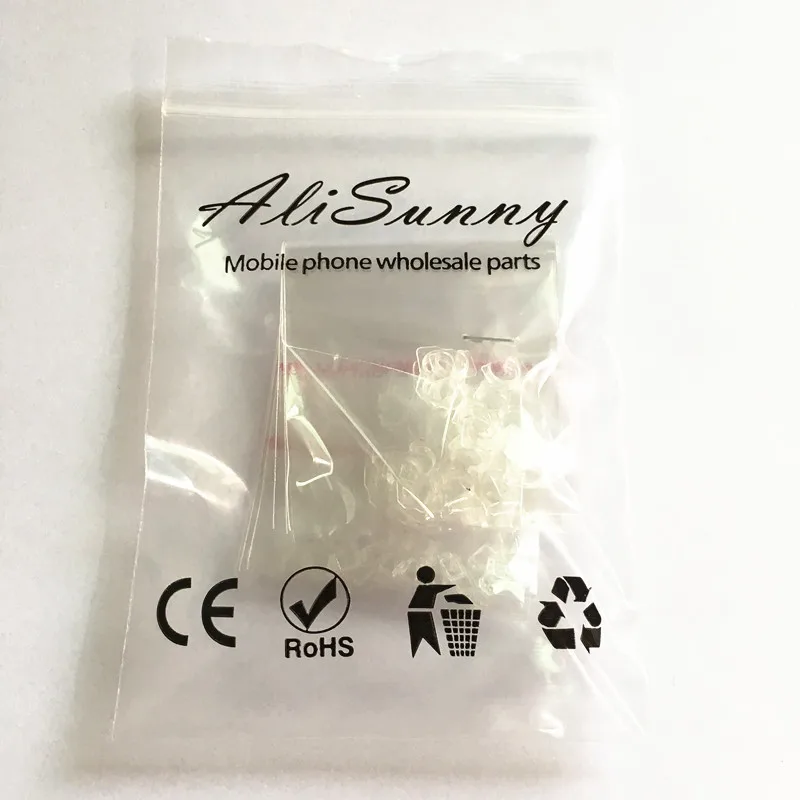 AliSunny
Mobile phone wholesale parts
CE
RoHS